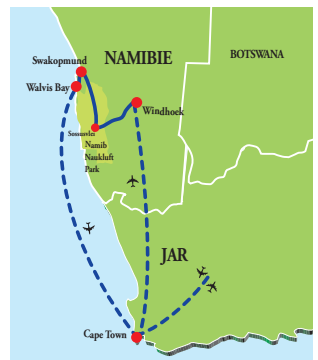 Swakopmund
NAMIBIE
BOTSWANA
Walvis Bay
Windhoek
Sossusvlei
Namib
Naukluft
Park
JAR
Cape Town